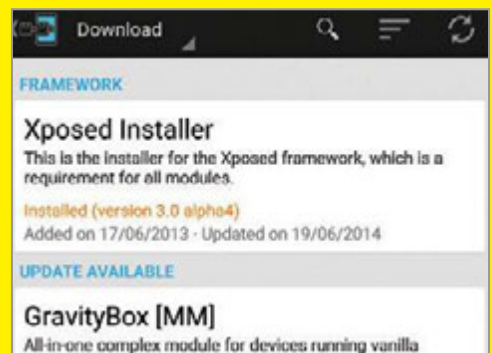 Download
FRAMEWORK
Xposed Installer
This is the installer for the Xposed framework, which is a
requirement for all modules.
Installed (version 3.0 alpha4)
Added on 17/06/2013 · Updated on 19/06/2014
UPDATE AVAILABLE
GravityBox [MM]
All-in-one complex module for devices running vanilla